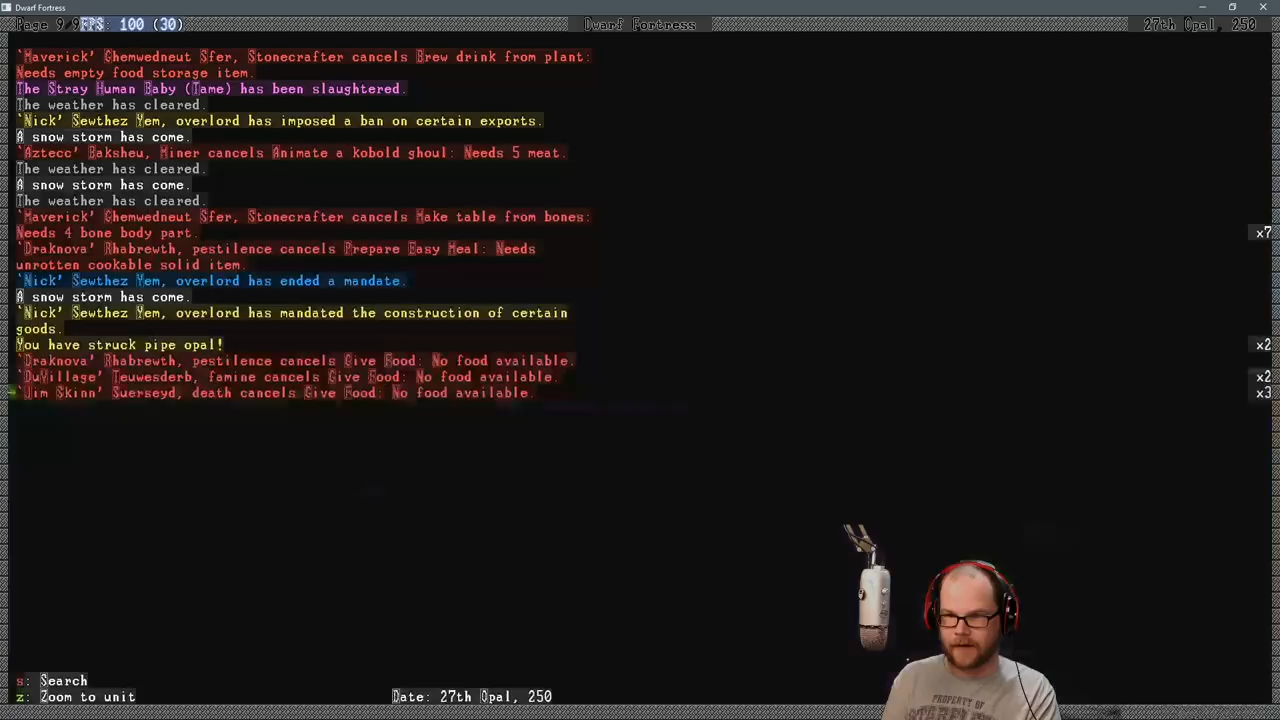 Dwarf Fortress
Page 9/9 FPS: 100 (30) Dwarf Fortress 27th Opal, 250
`Maverick' Chemwedneut Sfer, Stonecrafter cancels Brew drink from plant:
Needs empty food storage item.
The Stray Human Baby (Tame) has been slaughtered.
The weather has cleared.
`Nick' Sewthez Yem, overlord has imposed a ban on certain exports.
A snow storm has come.
`Aztecc' Baksheu, Miner cancels Animate a kobold ghoul: Needs 5 meat.
The weather has cleared.
A snow storm has come.
The weather has cleared.
`Maverick' Chemwedneut Sfer, Stonecrafter cancels Make table from bones:
Needs 4 bone body part. x7
`Draknova' Rhabrewth, pestilence cancels Prepare Easy Meal: Needs
unrotten cookable solid item.
`Nick' Sewthez Yem, overlord has ended a mandate.
A snow storm has come.
`Nick' Sewthez Yem, overlord has mandated the construction of certain
goods.
You have struck pipe opal! x2
`Draknova' Rhabrewth, pestilence cancels Give Food: No food available.
`DuVillage' Teuwesderb, famine cancels Give Food: No food available. x2
`Jim Skinn' Suerseyd, death cancels Give Food: No food available. x3
s: Search
z: Zoom to unit Date: 27th Opal, 250
PROPERTY OF